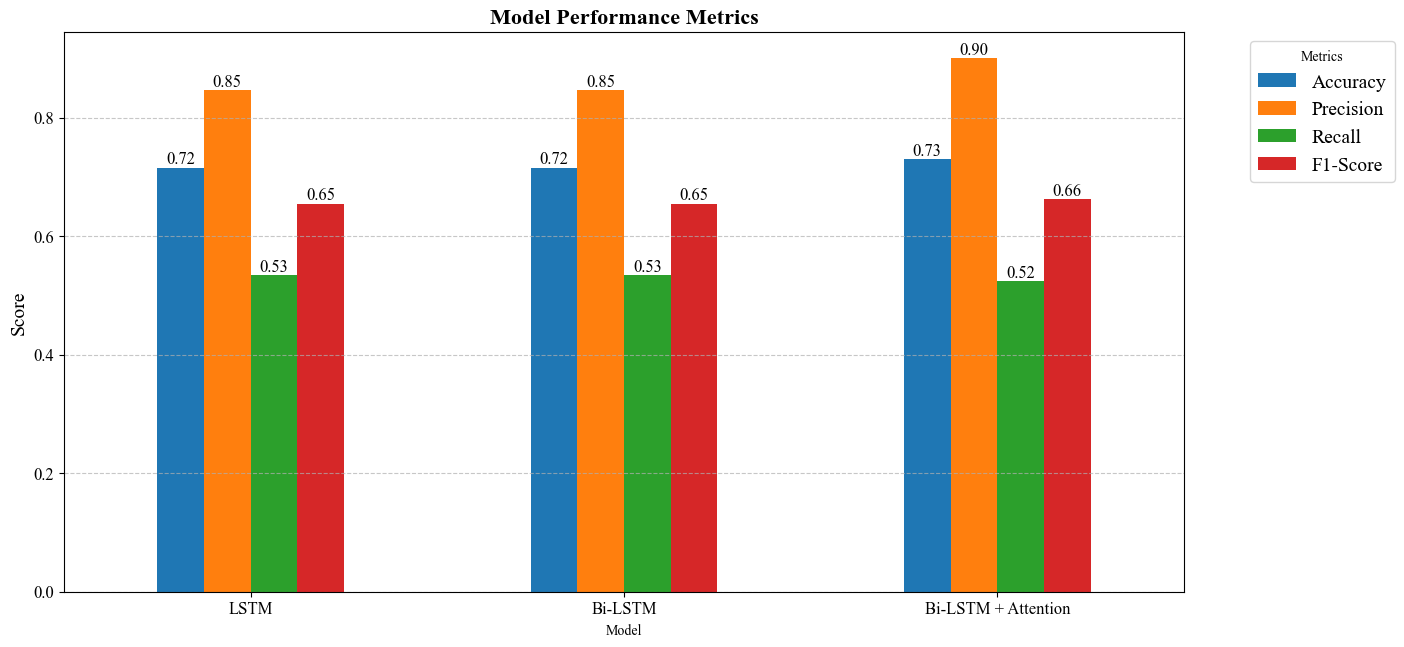 Model Performance Metrics
Score
0.8
0.6
0.4
0.2
0.0
0.72
0.85
0.53
0.65
0.72
0.85
0.53
0.65
0.73
0.90
0.52
0.66
LSTM
Bi-LSTM
Bi-LSTM + Attention
Model
Metrics
Accuracy
Precision
Recall
F1-Score